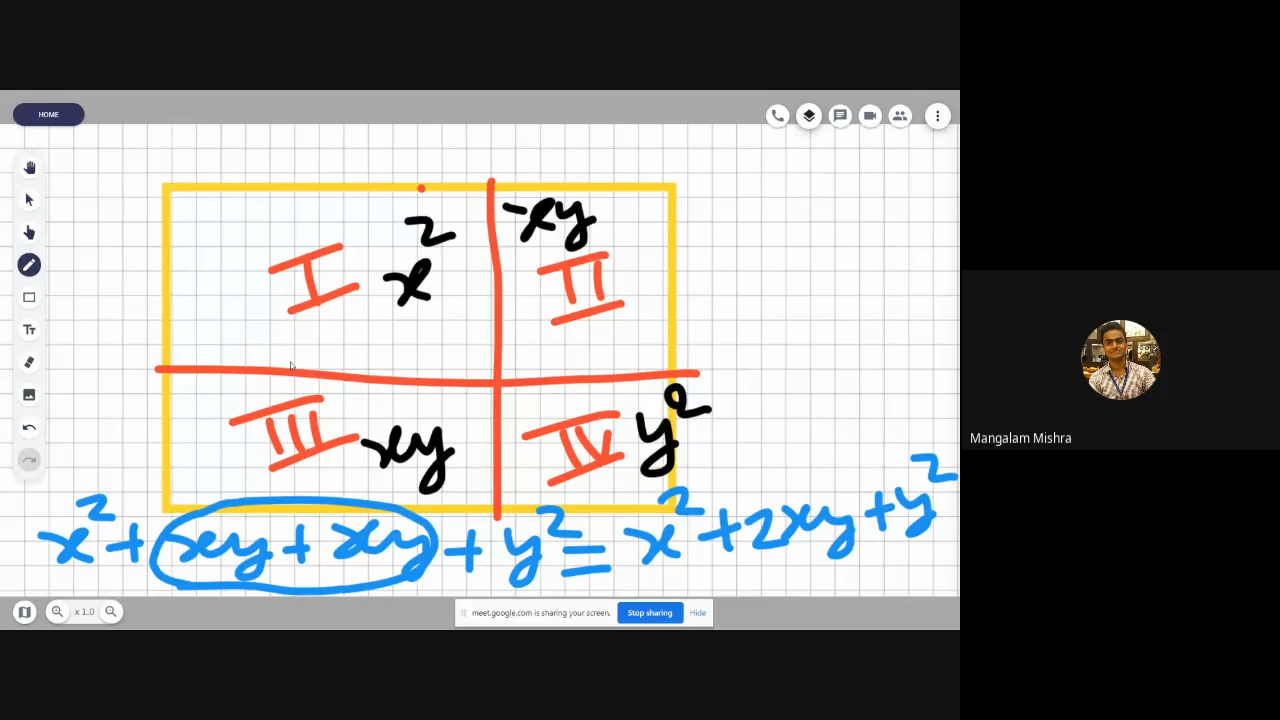 HOME
x² -xy
I II
III xy IV y²
x² + xy + xy + y² = x² + 2xy + y²
Tт
x 1.0
meet.google.com is sharing your screen. Stop sharing Hide
Mangalam Mishra